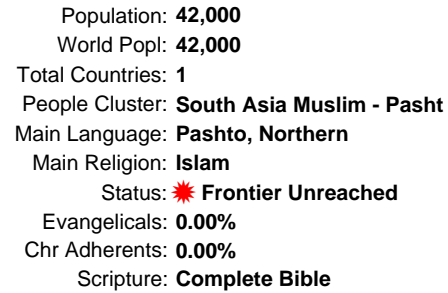 Population: 42,000
World Popl: 42,000
Total Countries: 1
People Cluster: South Asia Muslim - Pasht
Main Language: Pashto, Northern
Main Religion: Islam
Status: Frontier Unreached
Evangelicals: 0.00%
Chr Adherents: 0.00%
Scripture: Complete Bible